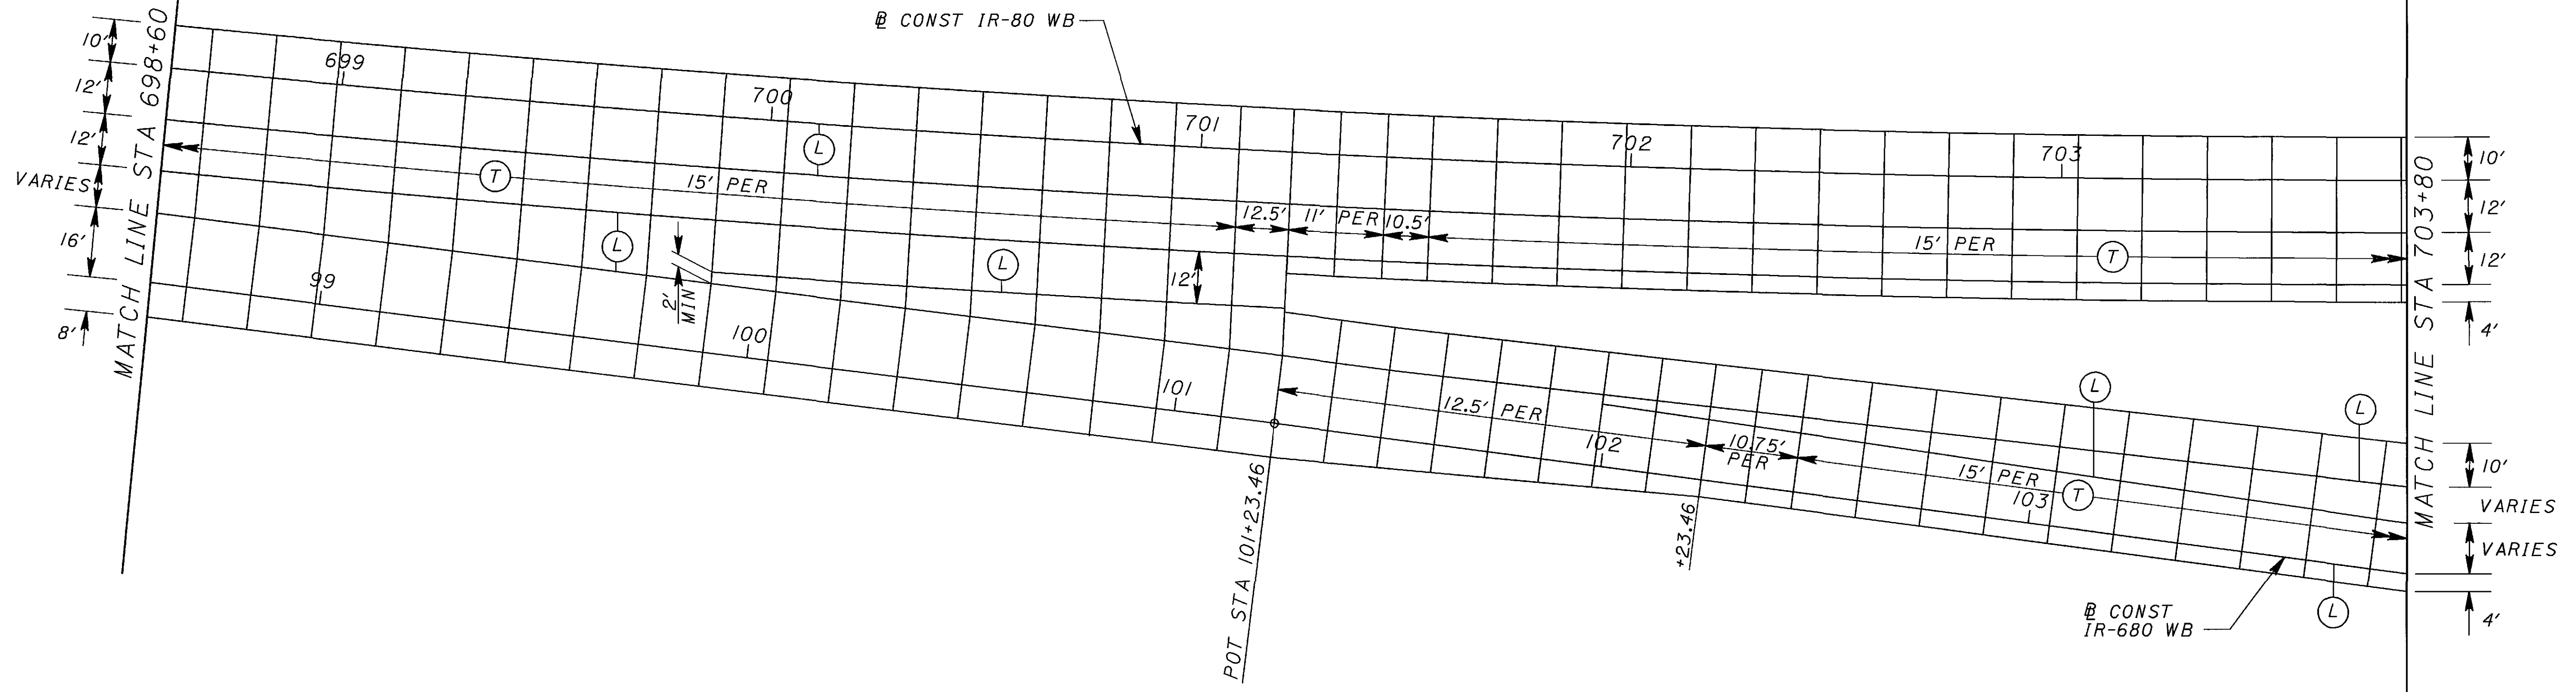 MATCH LINE STA 698+60
10'
12'
12'
VARIES
16'
8'
℄ CONST IR-80 WB
699
700
701
702
703
L
T
15' PER
12.5'
11' PER
10.5'
15' PER
T
L
L
2' MIN
12'
99
100
101
102
103
12.5' PER
10.75'
PER
15' PER
T
L
L
L
POT STA 101+23.46
+23.46
℄ CONST
IR-680 WB
MATCH LINE STA 703+80
10'
12'
12'
4'
10'
VARIES
VARIES
4'